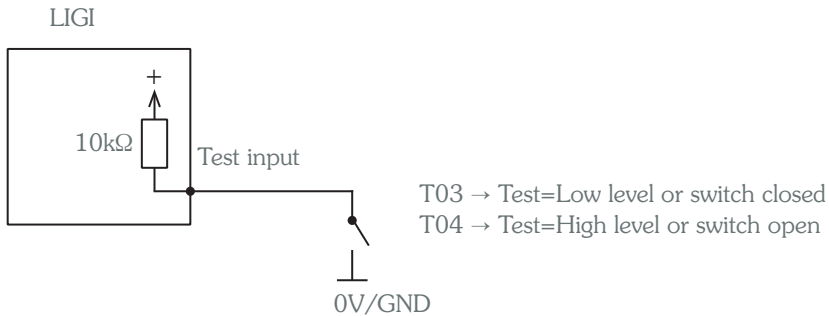 LIGI
+
10kΩ
Test input
T03 → Test=Low level or switch closed
T04 → Test=High level or switch open
0V/GND